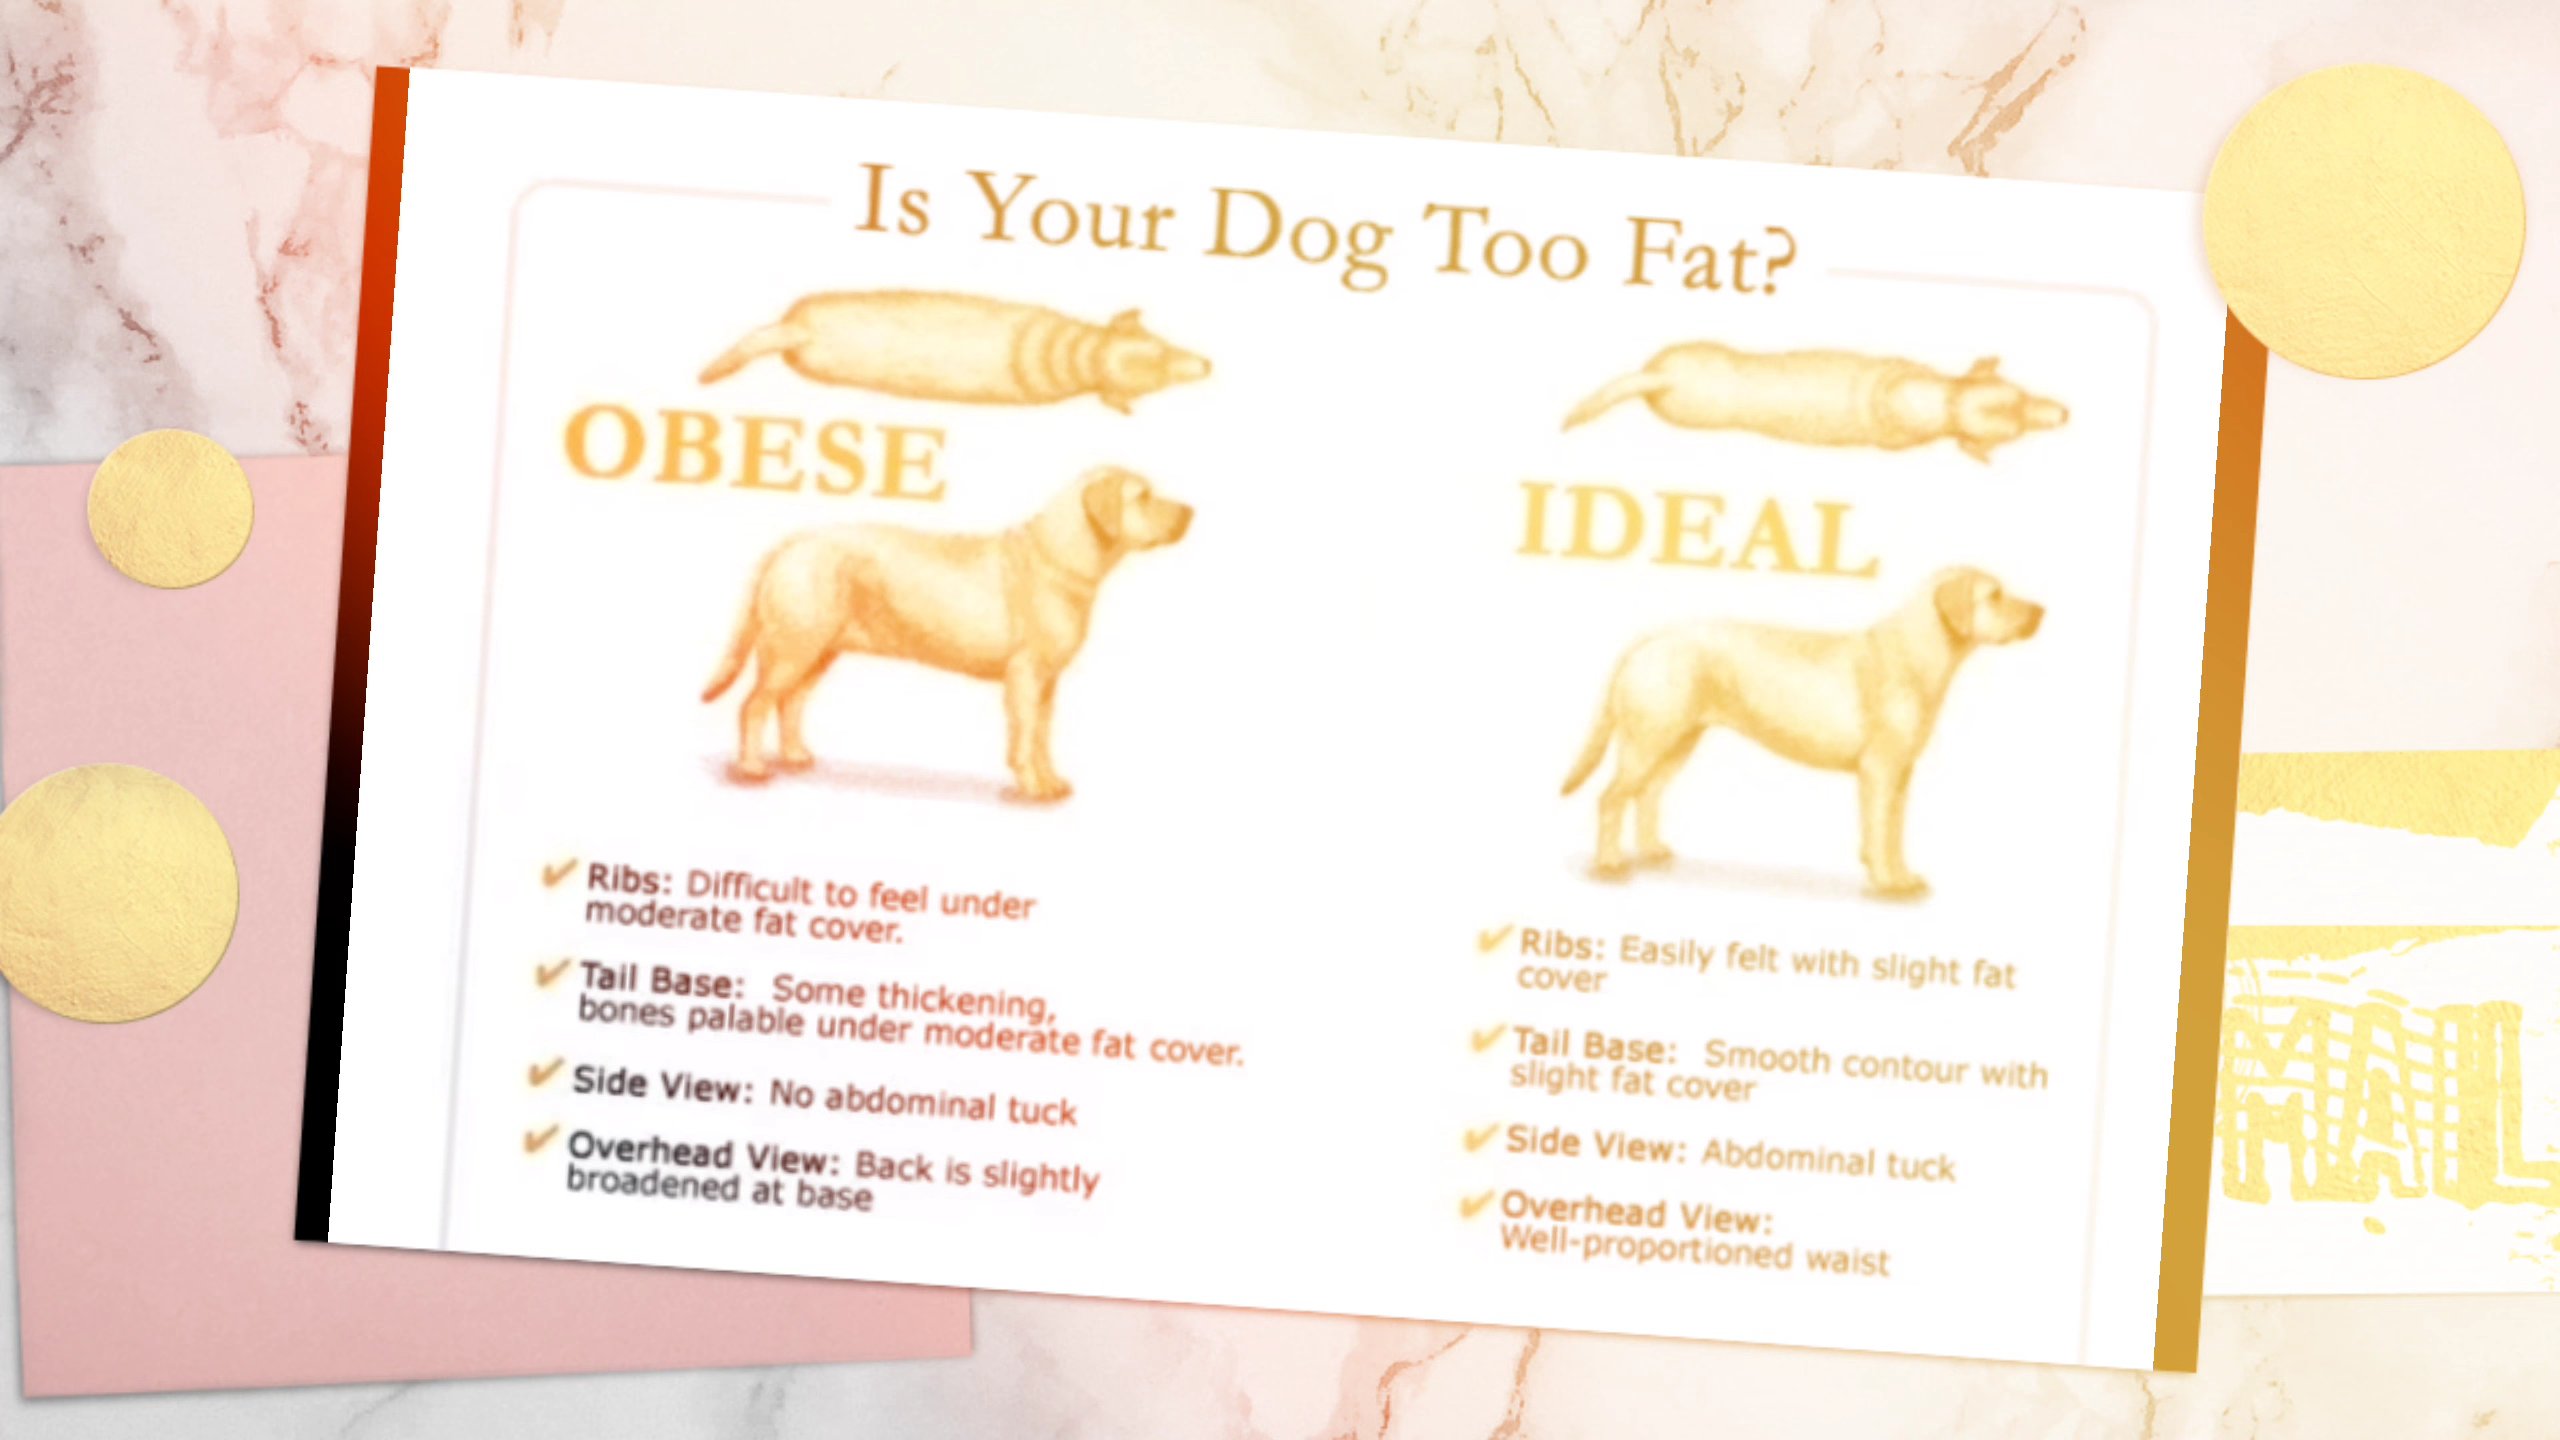 Is Your Dog Too Fat?
OBESE
IDEAL
✔ Ribs: Difficult to feel under
moderate fat cover.
✔ Tail Base: Some thickening,
bones palable under moderate fat cover.
✔ Side View: No abdominal tuck
✔ Overhead View: Back is slightly
broadened at base
✔ Ribs: Easily felt with slight fat
cover
✔ Tail Base: Smooth contour with
slight fat cover
✔ Side View: Abdominal tuck
✔ Overhead View:
Well-proportioned waist